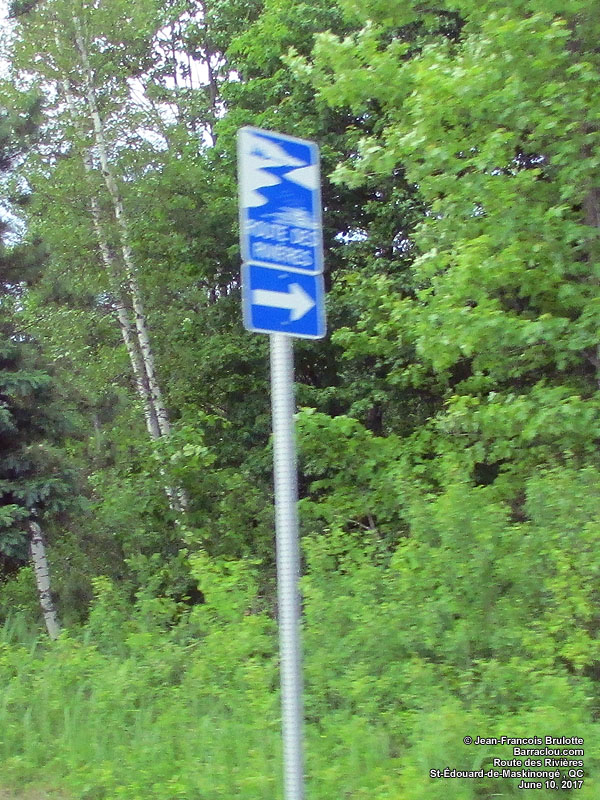 ROUTE DES
RIVIÈRES
© Jean-Francois Brulotte
Barraclou.com
Route des Rivières
St-Édouard-de-Maskinongé , QC
June 10, 2017